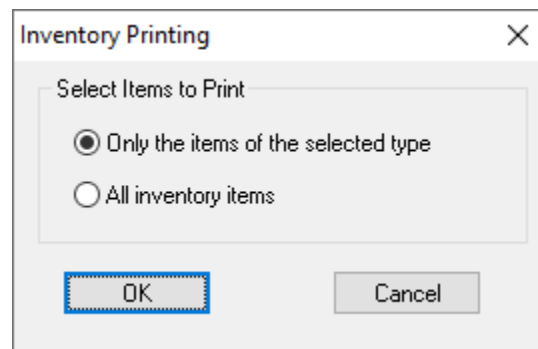 Inventory Printing
Select Items to Print
Only the items of the selected type
All inventory items
OK Cancel